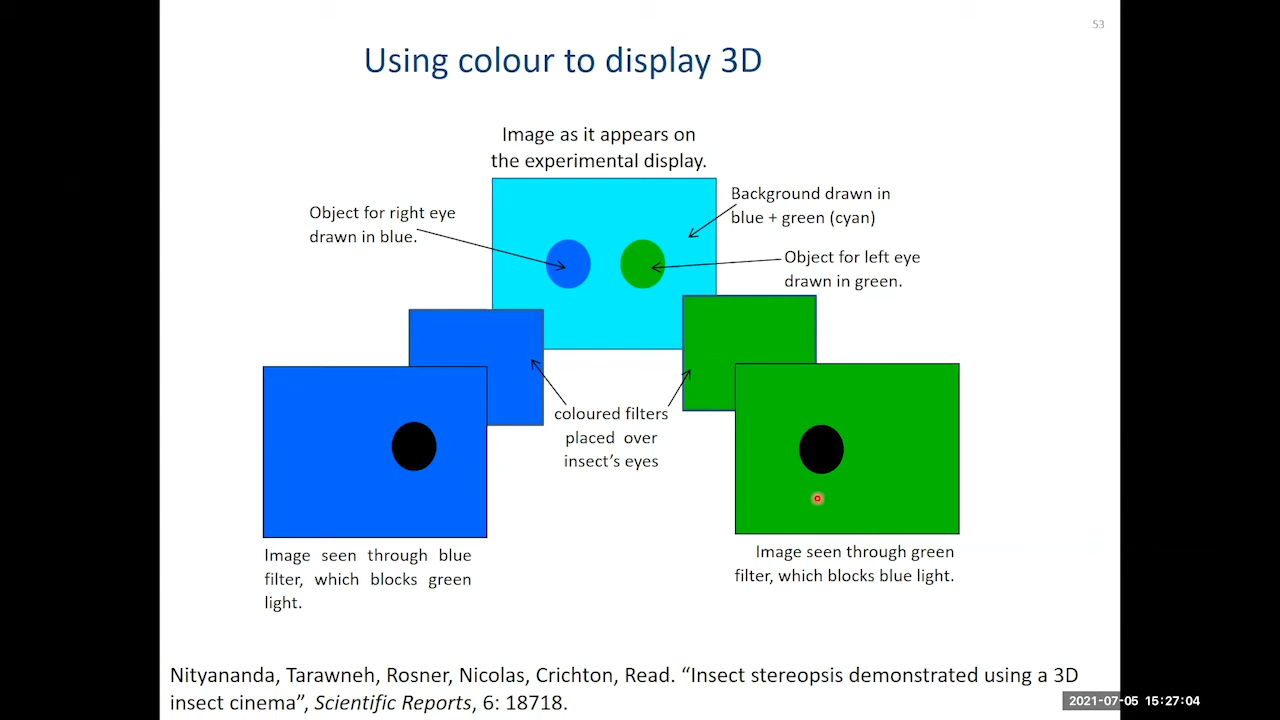 53
Using colour to display 3D
Image as it appears on
the experimental display.
Object for right eye
drawn in blue.
Background drawn in
blue + green (cyan)
Object for left eye
drawn in green.
coloured filters
placed over
insect's eyes
Image seen through blue
filter, which blocks green
light.
Image seen through green
filter, which blocks blue light.
Nityananda, Tarawneh, Rosner, Nicolas, Crichton, Read. “Insect stereopsis demonstrated using a 3D
insect cinema”, Scientific Reports, 6: 18718.
2021-07-05 15:27:04